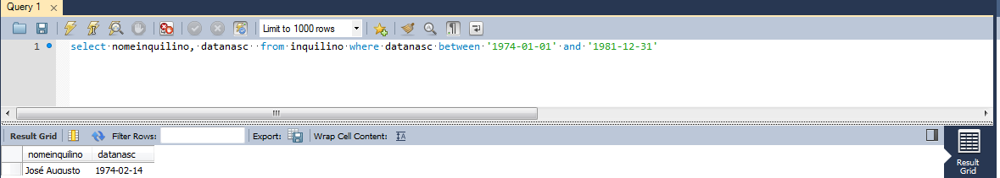 Query 1
Limit to 1000 rows
1 select nomeinquilino, datanasc from inquilino where datanasc between '1974-01-01' and '1981-12-31'
Result Grid Filter Rows: Export: Wrap Cell Content: IA
nomeinquilino datanasc
José Augusto 1974-02-14
Result
Grid